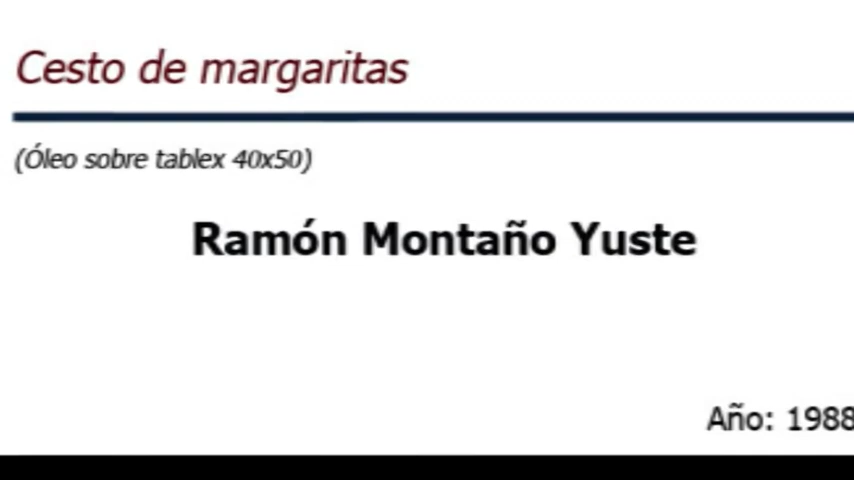 Cesto de margaritas
(Óleo sobre tablex 40x50)
Ramón Montaño Yuste
Año: 1988